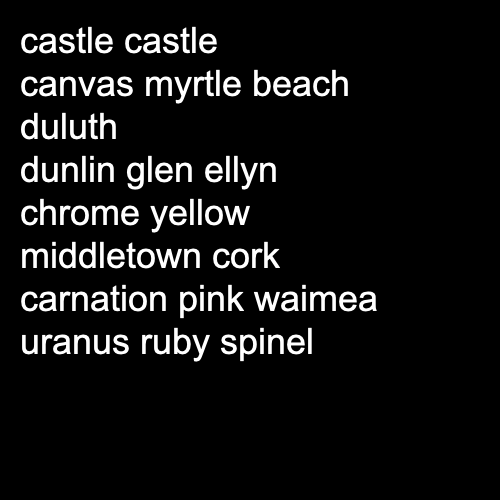 castle castle
canvas myrtle beach
duluth
dunlin glen ellyn
chrome yellow
middletown cork
carnation pink waimea
uranus ruby spinel